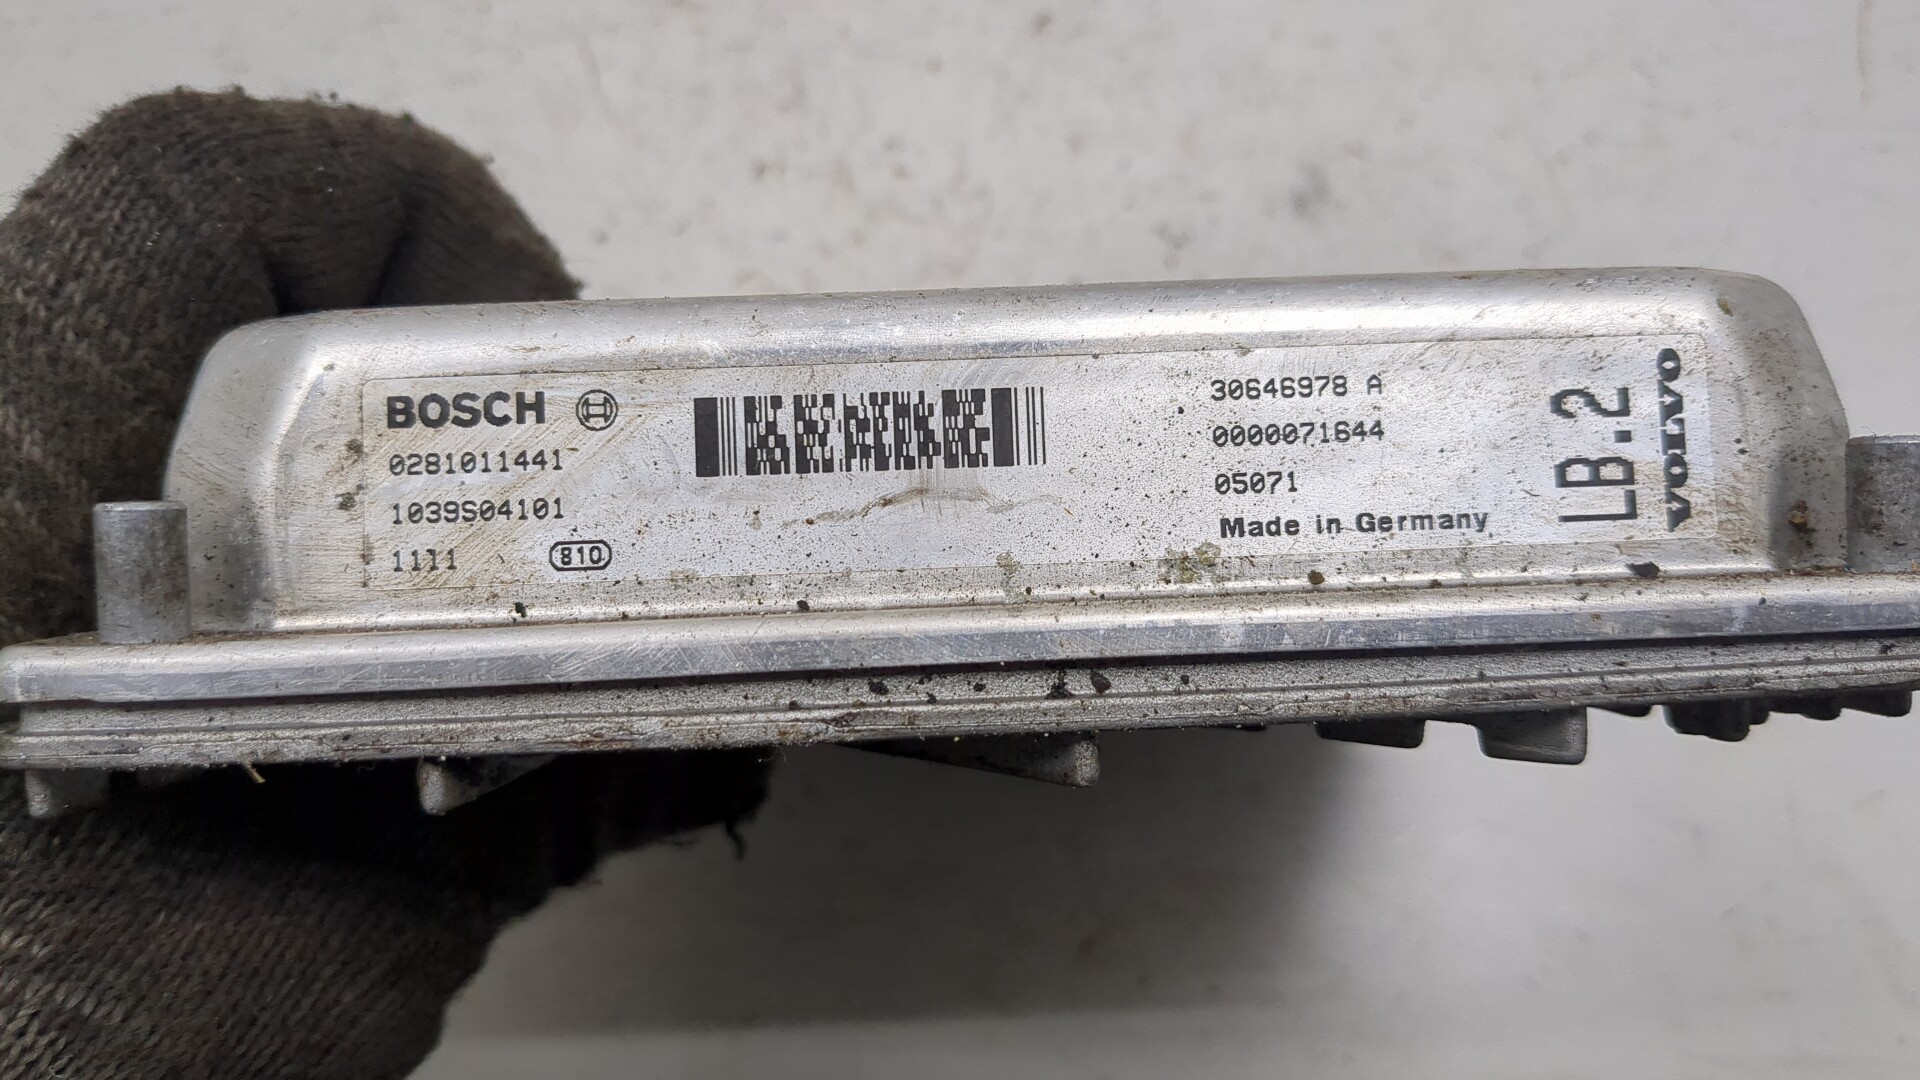 BOSCH
0281011441
1039S04101
1111 810
30646978 A
0000071644
05071
Made in Germany
LB.2
VOLVO